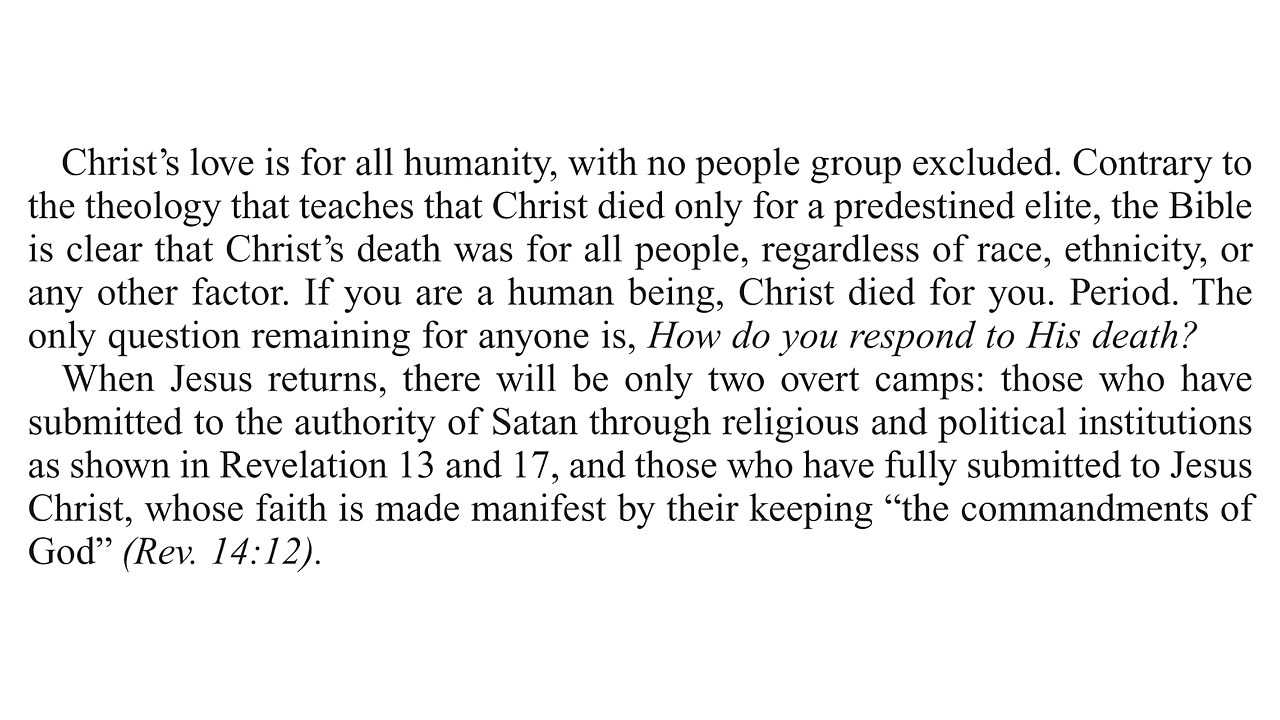 Christ’s love is for all humanity, with no people group excluded. Contrary to
the theology that teaches that Christ died only for a predestined elite, the Bible
is clear that Christ’s death was for all people, regardless of race, ethnicity, or
any other factor. If you are a human being, Christ died for you. Period. The
only question remaining for anyone is, How do you respond to His death?
When Jesus returns, there will be only two overt camps: those who have
submitted to the authority of Satan through religious and political institutions
as shown in Revelation 13 and 17, and those who have fully submitted to Jesus
Christ, whose faith is made manifest by their keeping “the commandments of
God” (Rev. 14:12).